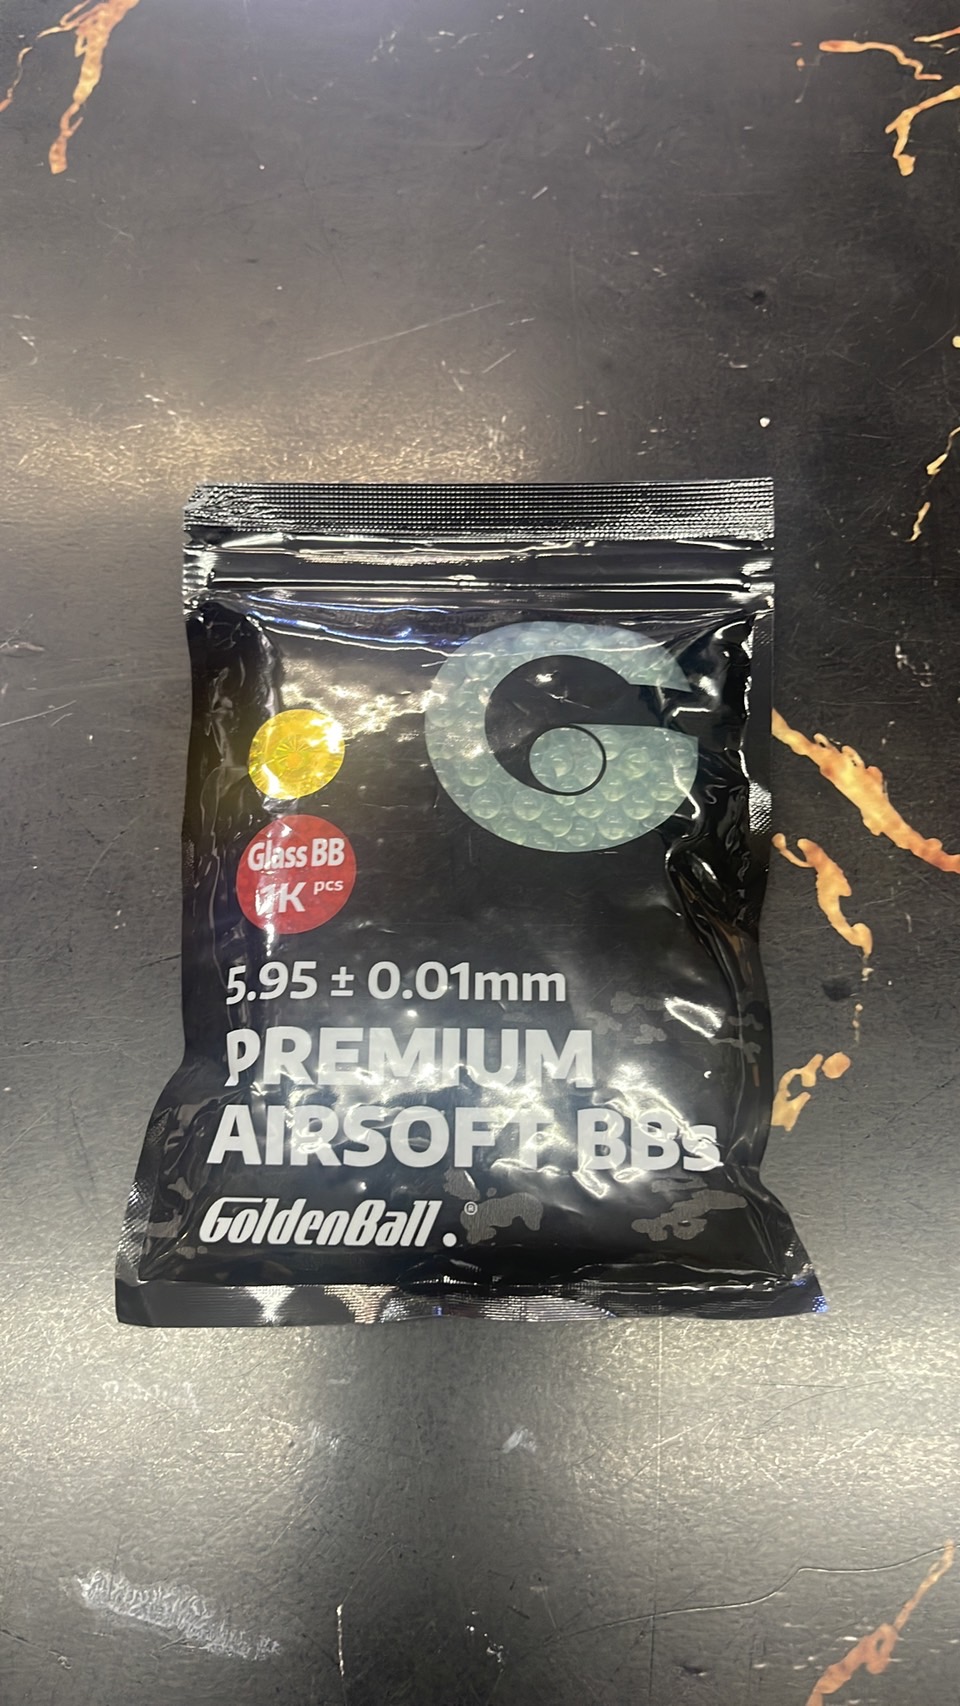 G
Glass BB
1K pcs
5.95 ± 0.01mm
PREMIUM
AIRSOFT BBs
GoldenBall.®